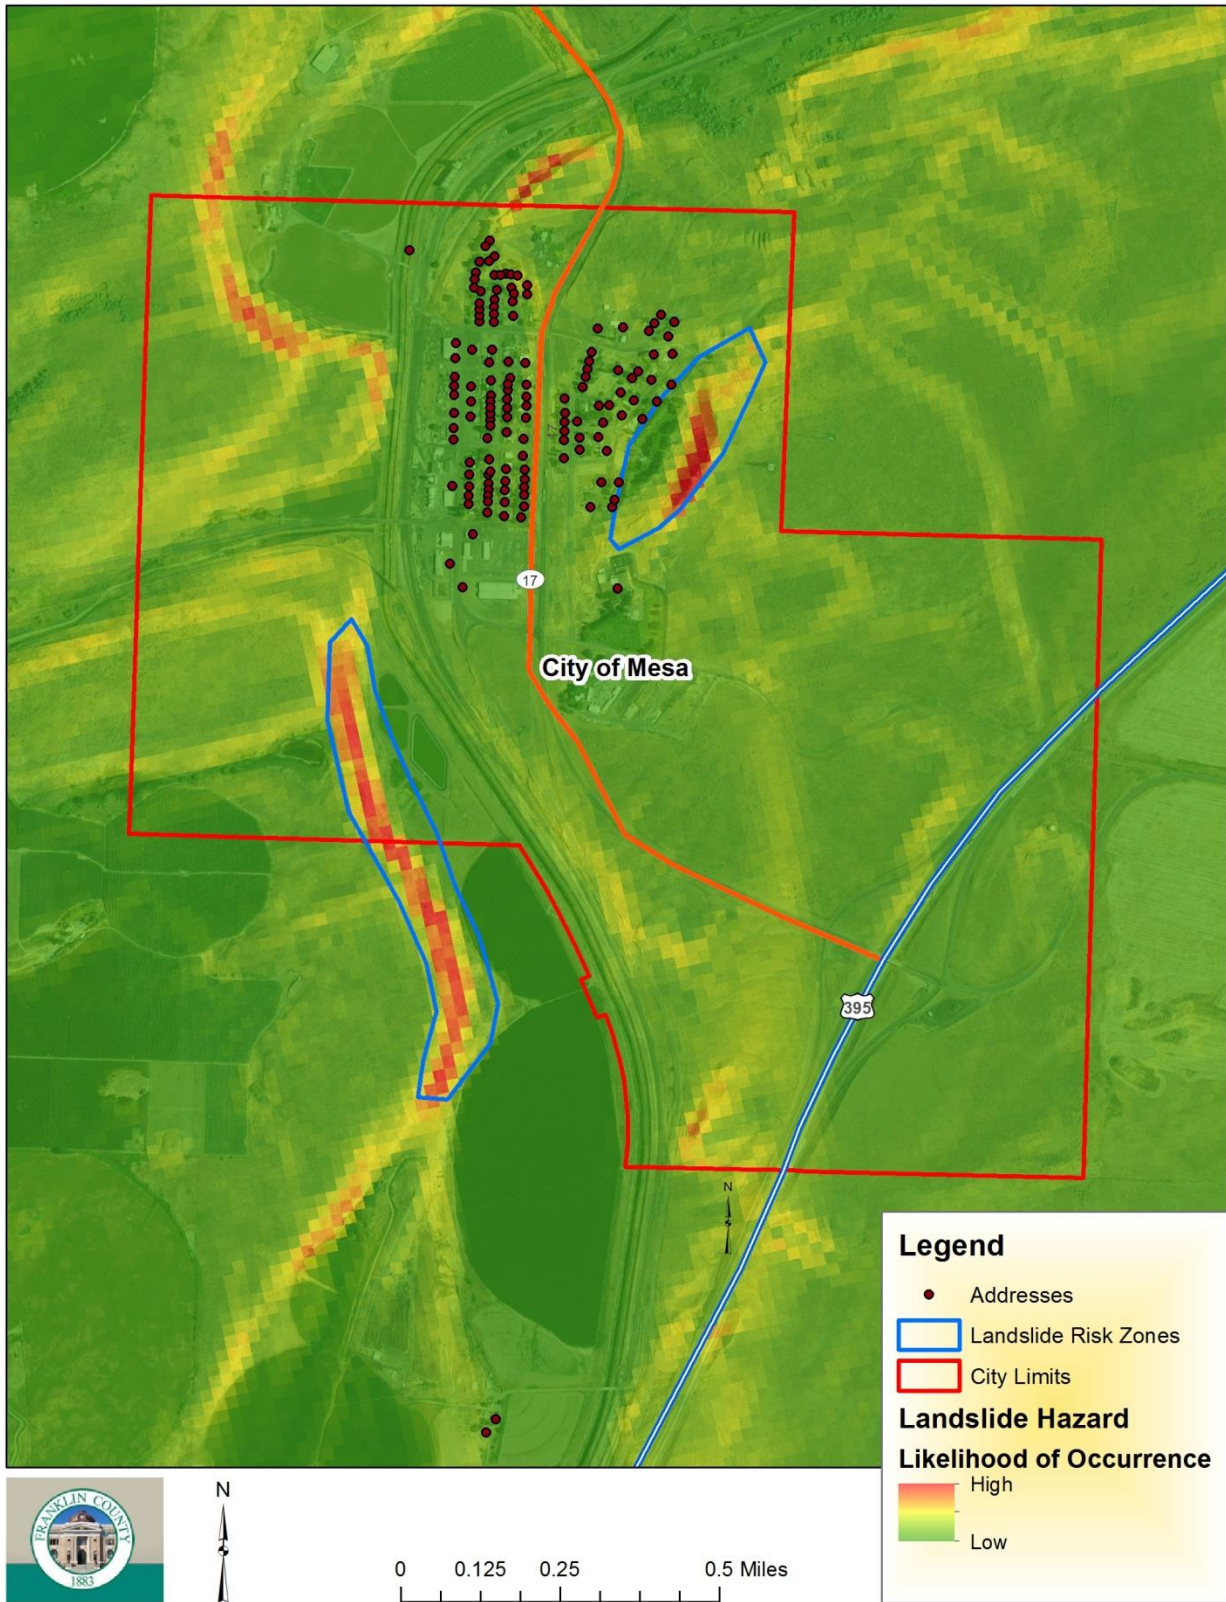 17
City of Mesa
395
N
Legend
Addresses
Landslide Risk Zones
City Limits
Landslide Hazard
Likelihood of Occurrence
High
Low
FRANKLIN COUNTY
1883
N
0 0.125 0.25 0.5 Miles